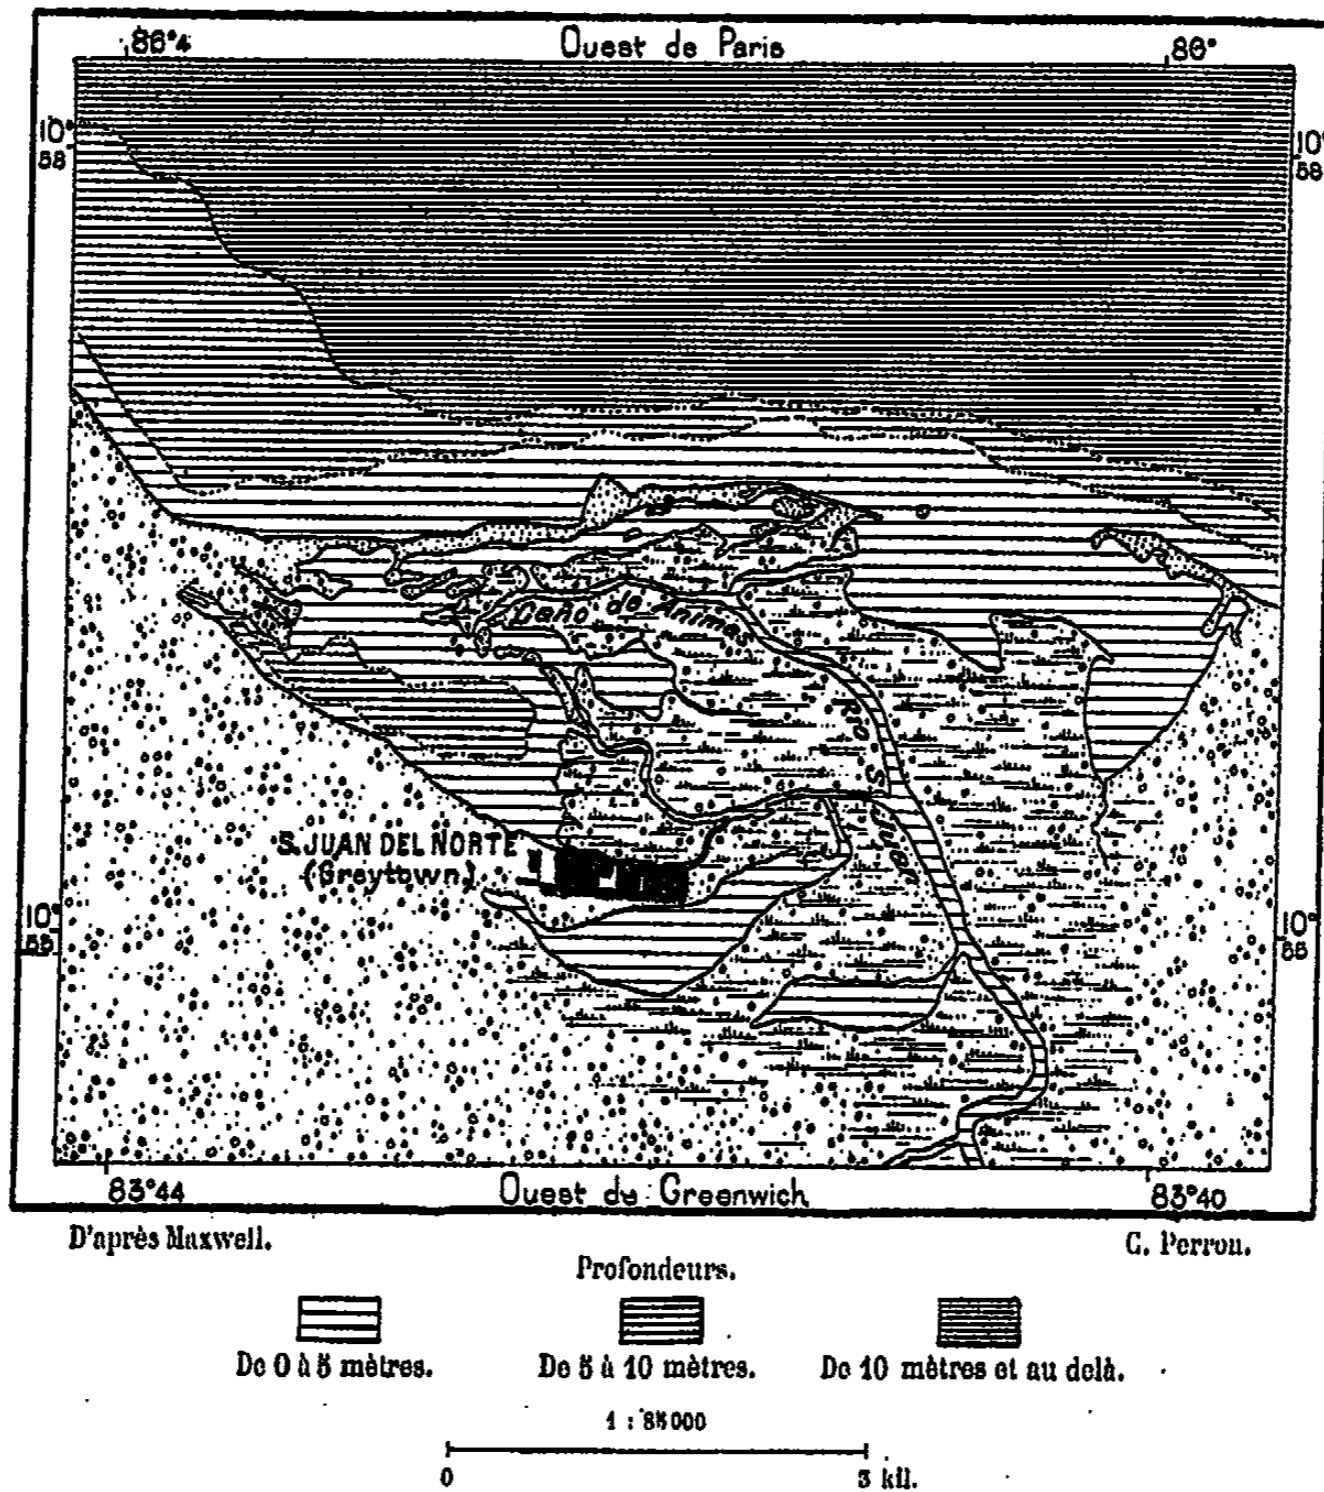 86°4
Ouest de Paris
86°
10°
58
10°
58
Caño de Animas
Rio S. Juan
S. JUAN DEL NORTE
(Greytown)
10°
55
10°
55
83°44
Ouest de Greenwich
83°40
D'après Maxwell.
C. Perron.
Profondeurs.
De 0 à 5 mètres.
De 5 à 10 mètres.
De 10 mètres et au delà.
1 : 85 000
0
3 kil.